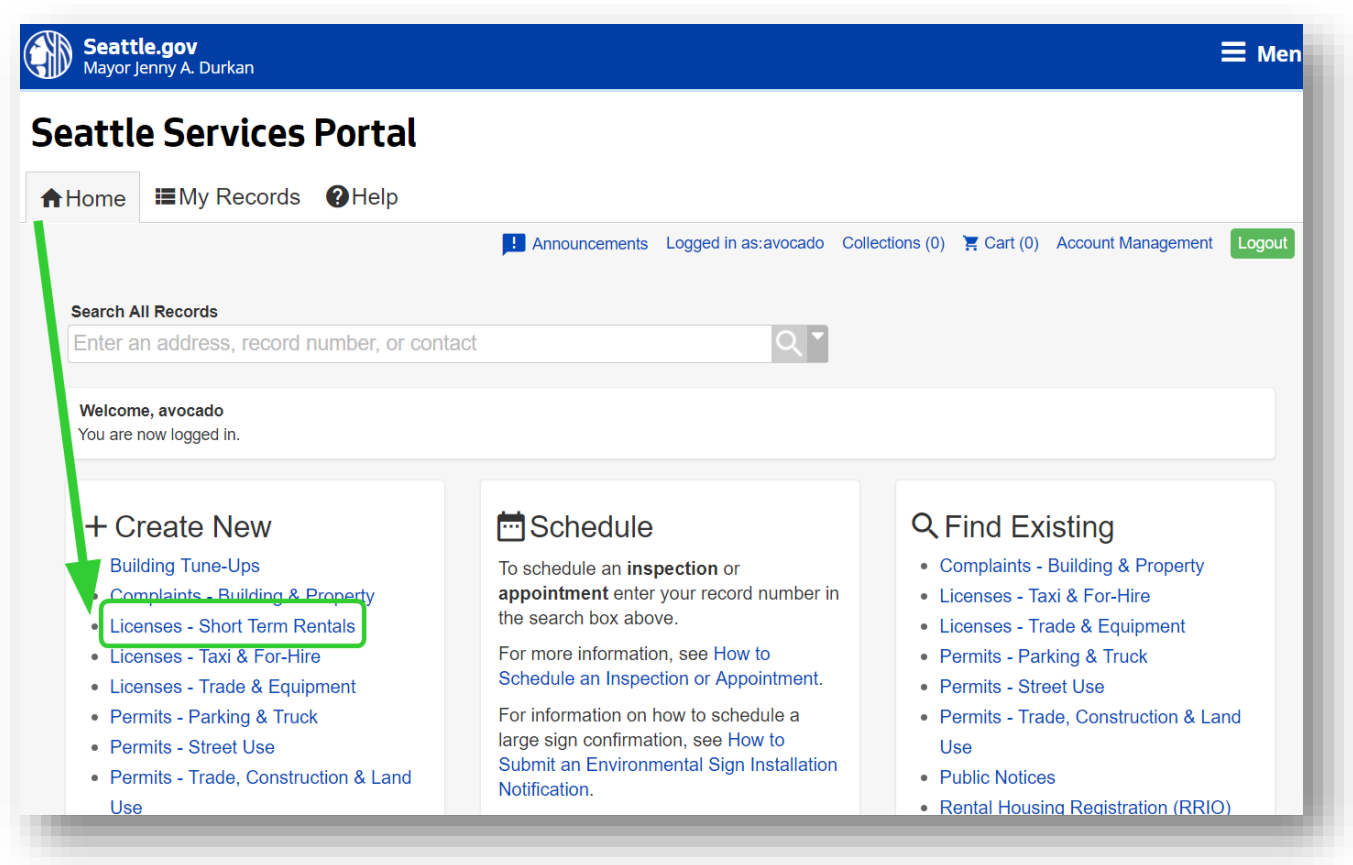 Seattle.gov
Mayor Jenny A. Durkan
Men
Seattle Services Portal
Home My Records Help
Announcements Logged in as:avocado Collections (0) Cart (0) Account Management Logout
Search All Records
Enter an address, record number, or contact
Welcome, avocado
You are now logged in.
+ Create New
Building Tune-Ups
Complaints - Building & Property
Licenses - Short Term Rentals
Licenses - Taxi & For-Hire
Licenses - Trade & Equipment
Permits - Parking & Truck
Permits - Street Use
Permits - Trade, Construction & Land
Use
Schedule
To schedule an inspection or
appointment enter your record number in
the search box above.
For more information, see How to
Schedule an Inspection or Appointment.
For information on how to schedule a
large sign confirmation, see How to
Submit an Environmental Sign Installation
Notification.
Find Existing
Complaints - Building & Property
Licenses - Taxi & For-Hire
Licenses - Trade & Equipment
Permits - Parking & Truck
Permits - Street Use
Permits - Trade, Construction & Land
Use
Public Notices
Rental Housing Registration (RRIO)